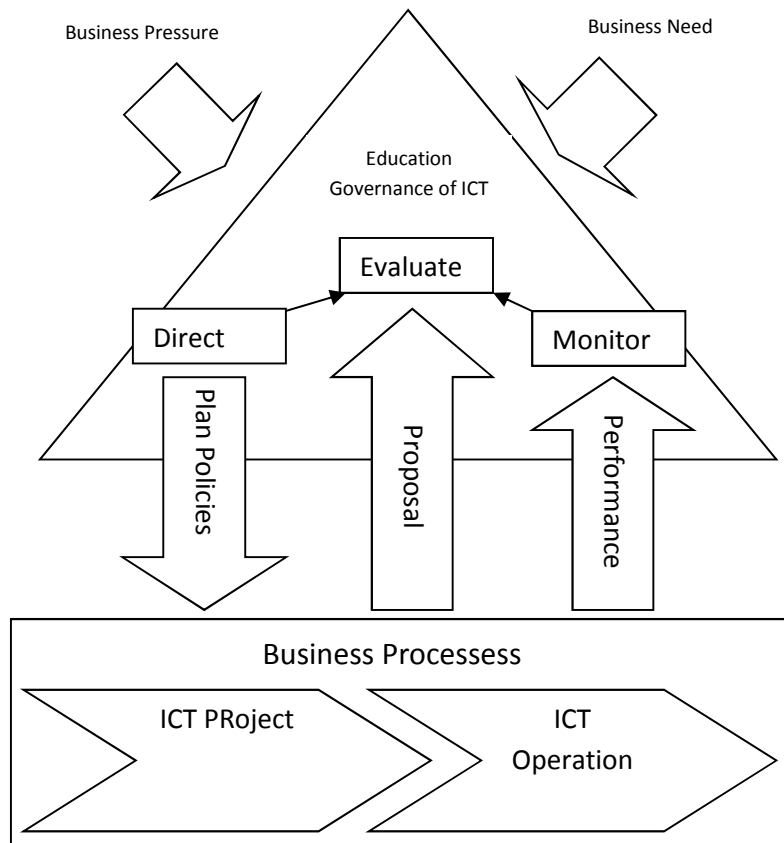 Business Pressure
Business Need
Education
Governance of ICT
Evaluate
Direct
Monitor
Plan Policies
Proposal
Performance
Business Processess
ICT PRoject
ICT
Operation